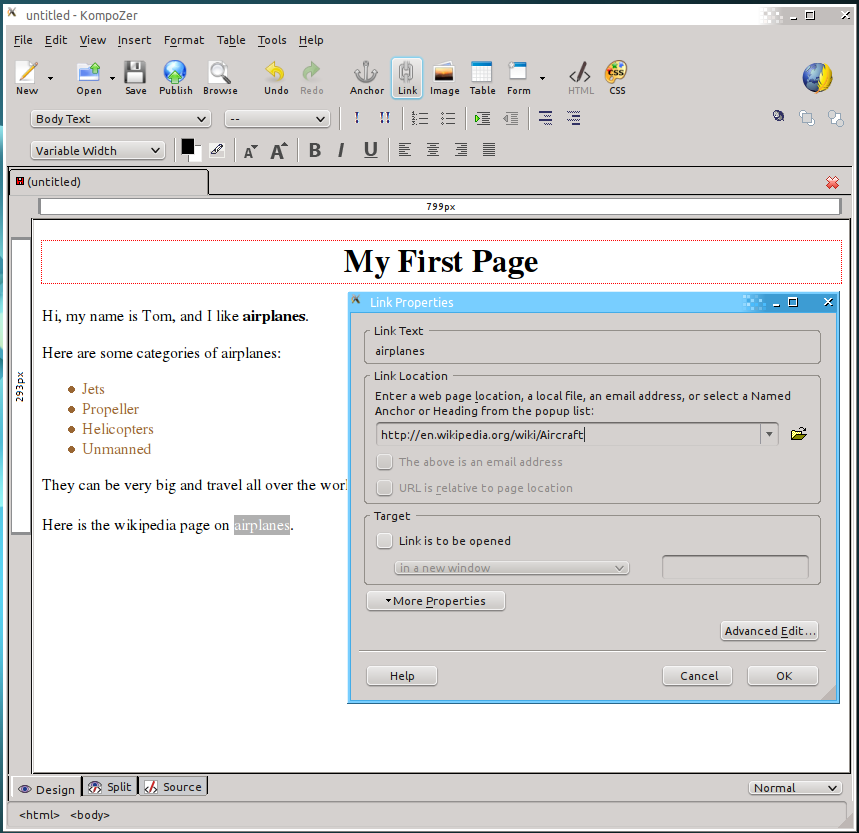 untitled - KompoZer
File Edit View Insert Format Table Tools Help
New Open Save Publish Browse Undo Redo Anchor Link Image Table Form HTML CSS
Body Text -- ! !!
Variable Width A A B I U
(untitled)
799px
293px
My First Page
Hi, my name is Tom, and I like airplanes.
Here are some categories of airplanes:
Jets
Propeller
Helicopters
Unmanned
They can be very big and travel all over the
Here is the wikipedia page on airplanes.
Link Properties
Link Text
airplanes
Link Location
Enter a web page location, a local file, an email address, or select a Named
Anchor or Heading from the popup list:
http://en.wikipedia.org/wiki/Aircraft
The above is an email address
URL is relative to page location
Target
Link is to be opened
in a new window
More Properties
Advanced Edit...
Help Cancel OK
Design Split Source Normal
<html> <body>